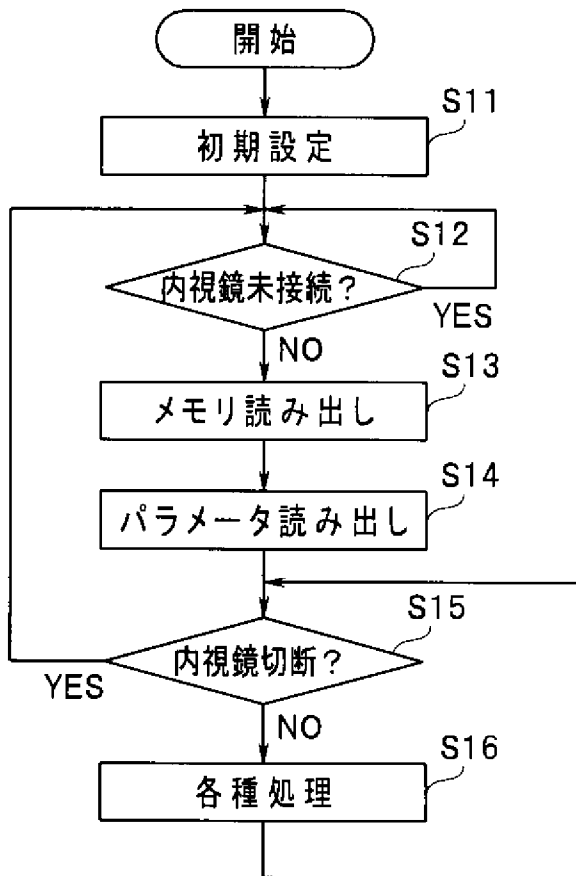 開始
S11
初期設定
S12
内視鏡未接続？
YES
NO
S13
メモリ読み出し
S14
パラメータ読み出し
S15
内視鏡切断？
YES
NO
S16
各種処理